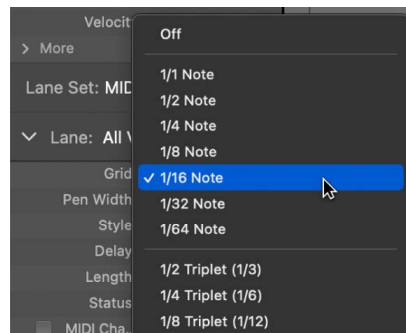 Velocit
Off
More
1/1 Note
Lane Set: MID
1/2 Note
1/4 Note
Lane: All V
1/8 Note
Grid
1/16 Note
Pen Width
1/32 Note
Style
1/64 Note
Delay
Length
1/2 Triplet (1/3)
Status
1/4 Triplet (1/6)
MIDI Cha
1/8 Triplet (1/12)